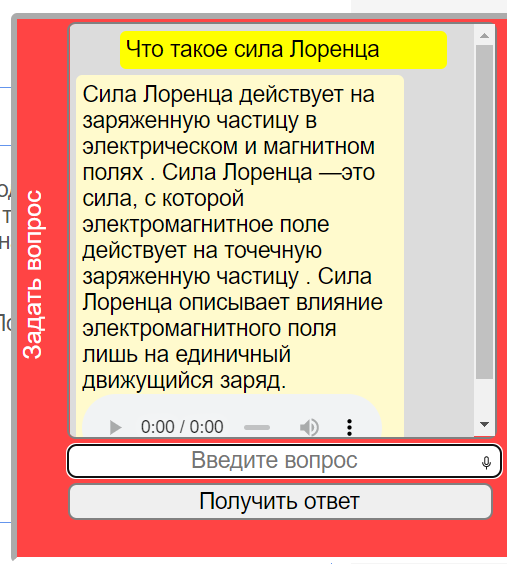 Что такое сила Лоренца
Сила Лоренца действует на
заряженную частицу в
электрическом и магнитном
полях . Сила Лоренца —это
сила, с которой
электромагнитное поле
действует на точечную
заряженную частицу . Сила
Лоренца описывает влияние
электромагнитного поля
лишь на единичный
движущийся заряд.
0:00 / 0:00
Задать вопрос
Введите вопрос
Получить ответ